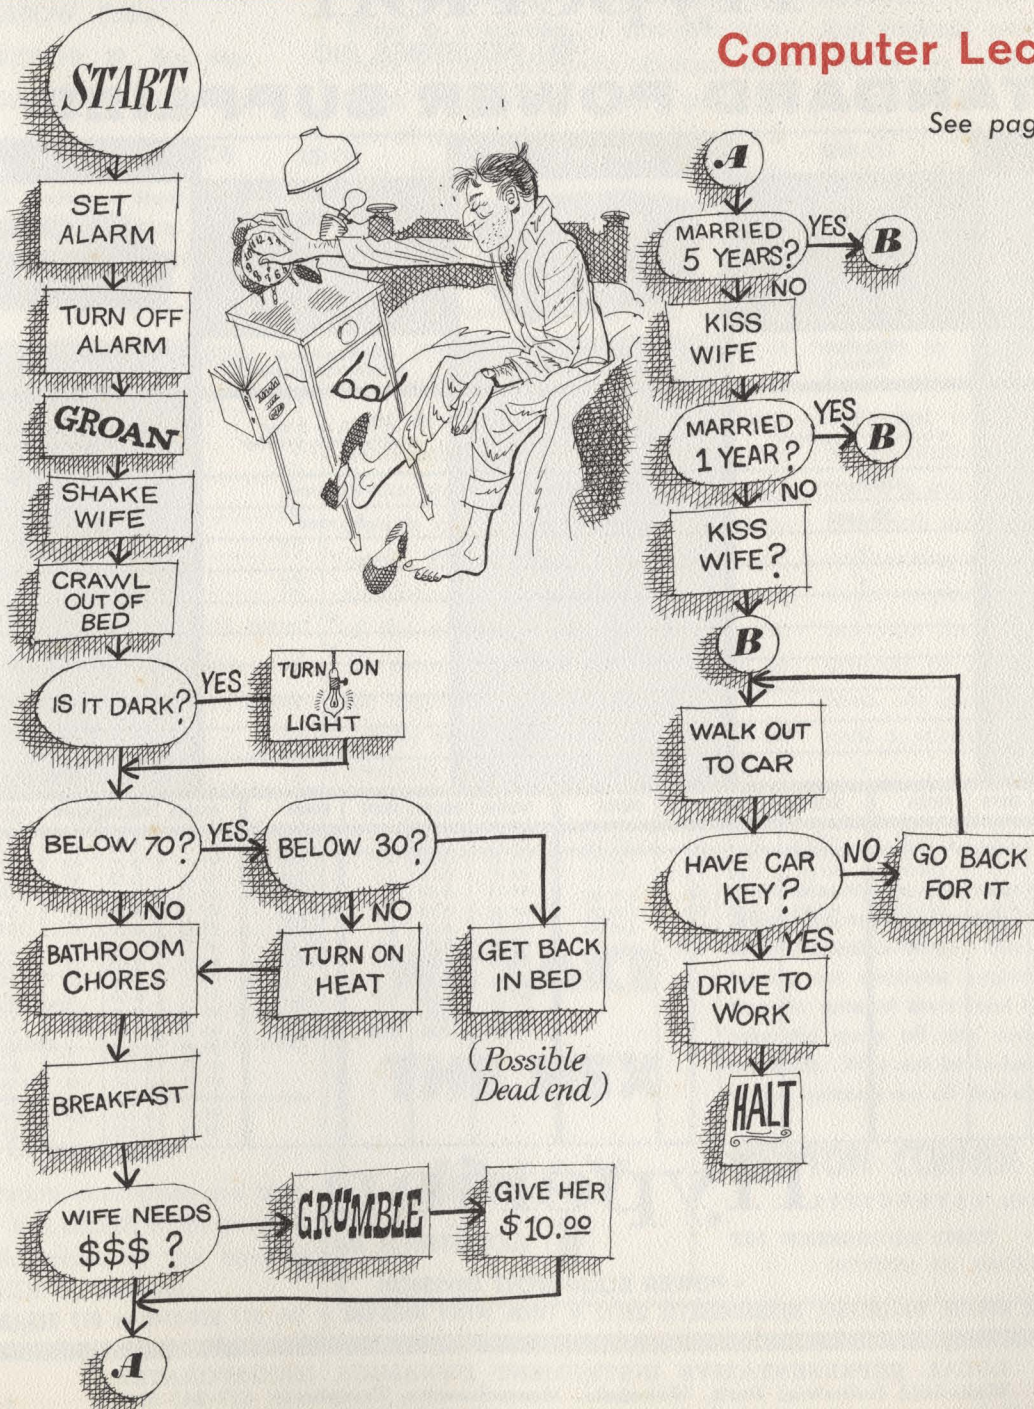 Computer Lec
See pag
START
SET
ALARM
TURN OFF
ALARM
GROAN
SHAKE
WIFE
CRAWL
OUT OF
BED
IS IT DARK?
YES
TURN ON
LIGHT
BELOW 70?
YES
BELOW 30?
NO
NO
BATHROOM
CHORES
TURN ON
HEAT
GET BACK
IN BED
(Possible
Dead end)
BREAKFAST
WIFE NEEDS
$$$ ?
GRUMBLE
GIVE HER
$10.00
A
A
MARRIED
5 YEARS?
YES
B
NO
KISS
WIFE
MARRIED
1 YEAR?
YES
B
NO
KISS
WIFE?
B
WALK OUT
TO CAR
HAVE CAR
KEY?
NO
GO BACK
FOR IT
YES
DRIVE TO
WORK
HALT